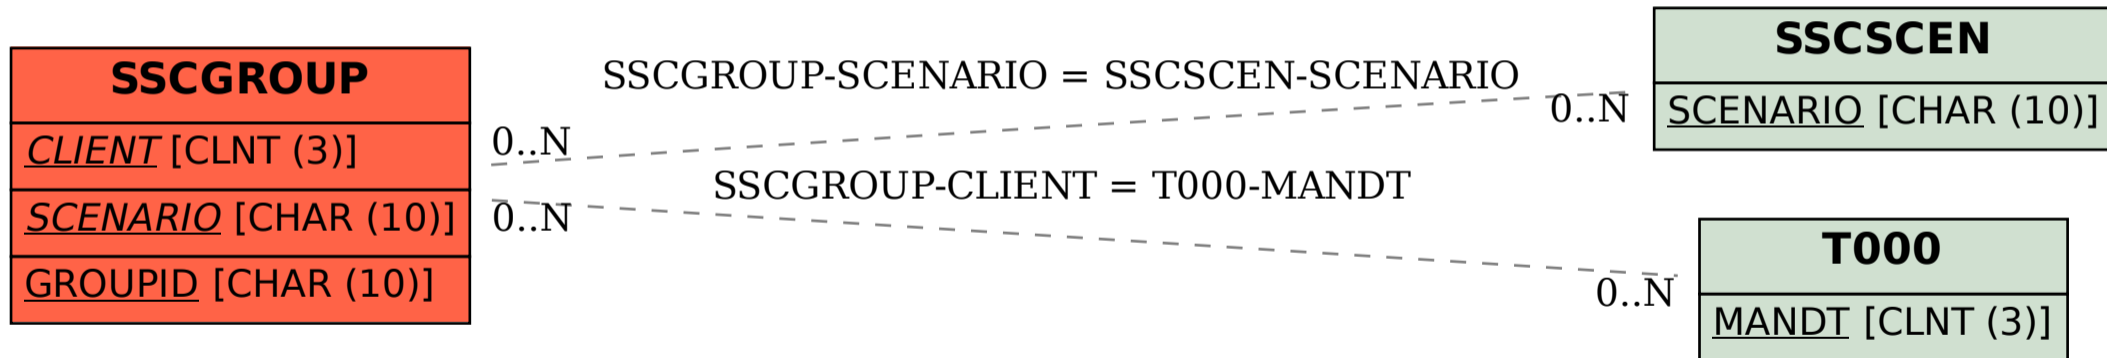 SSCGROUP
CLIENT [CLNT (3)]
SCENARIO [CHAR (10)]
GROUPID [CHAR (10)]
SSCGROUP-SCENARIO = SSCSCEN-SCENARIO
0..N
0..N
SSCGROUP-CLIENT = T000-MANDT
0..N
0..N
SSCSCEN
SCENARIO [CHAR (10)]
T000
MANDT [CLNT (3)]